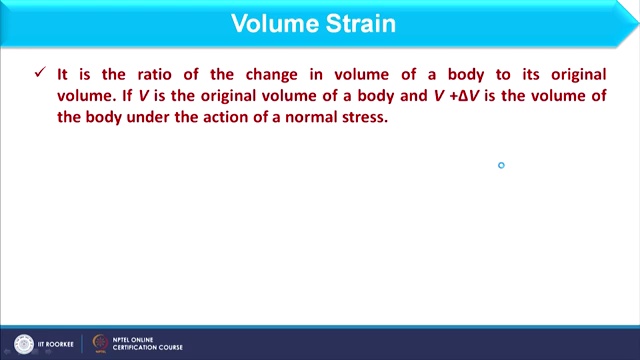 Volume Strain
✓ It is the ratio of the change in volume of a body to its original
volume. If V is the original volume of a body and V +ΔV is the volume of
the body under the action of a normal stress.
IIT ROORKEE
NPTEL ONLINE
CERTIFICATION COURSE